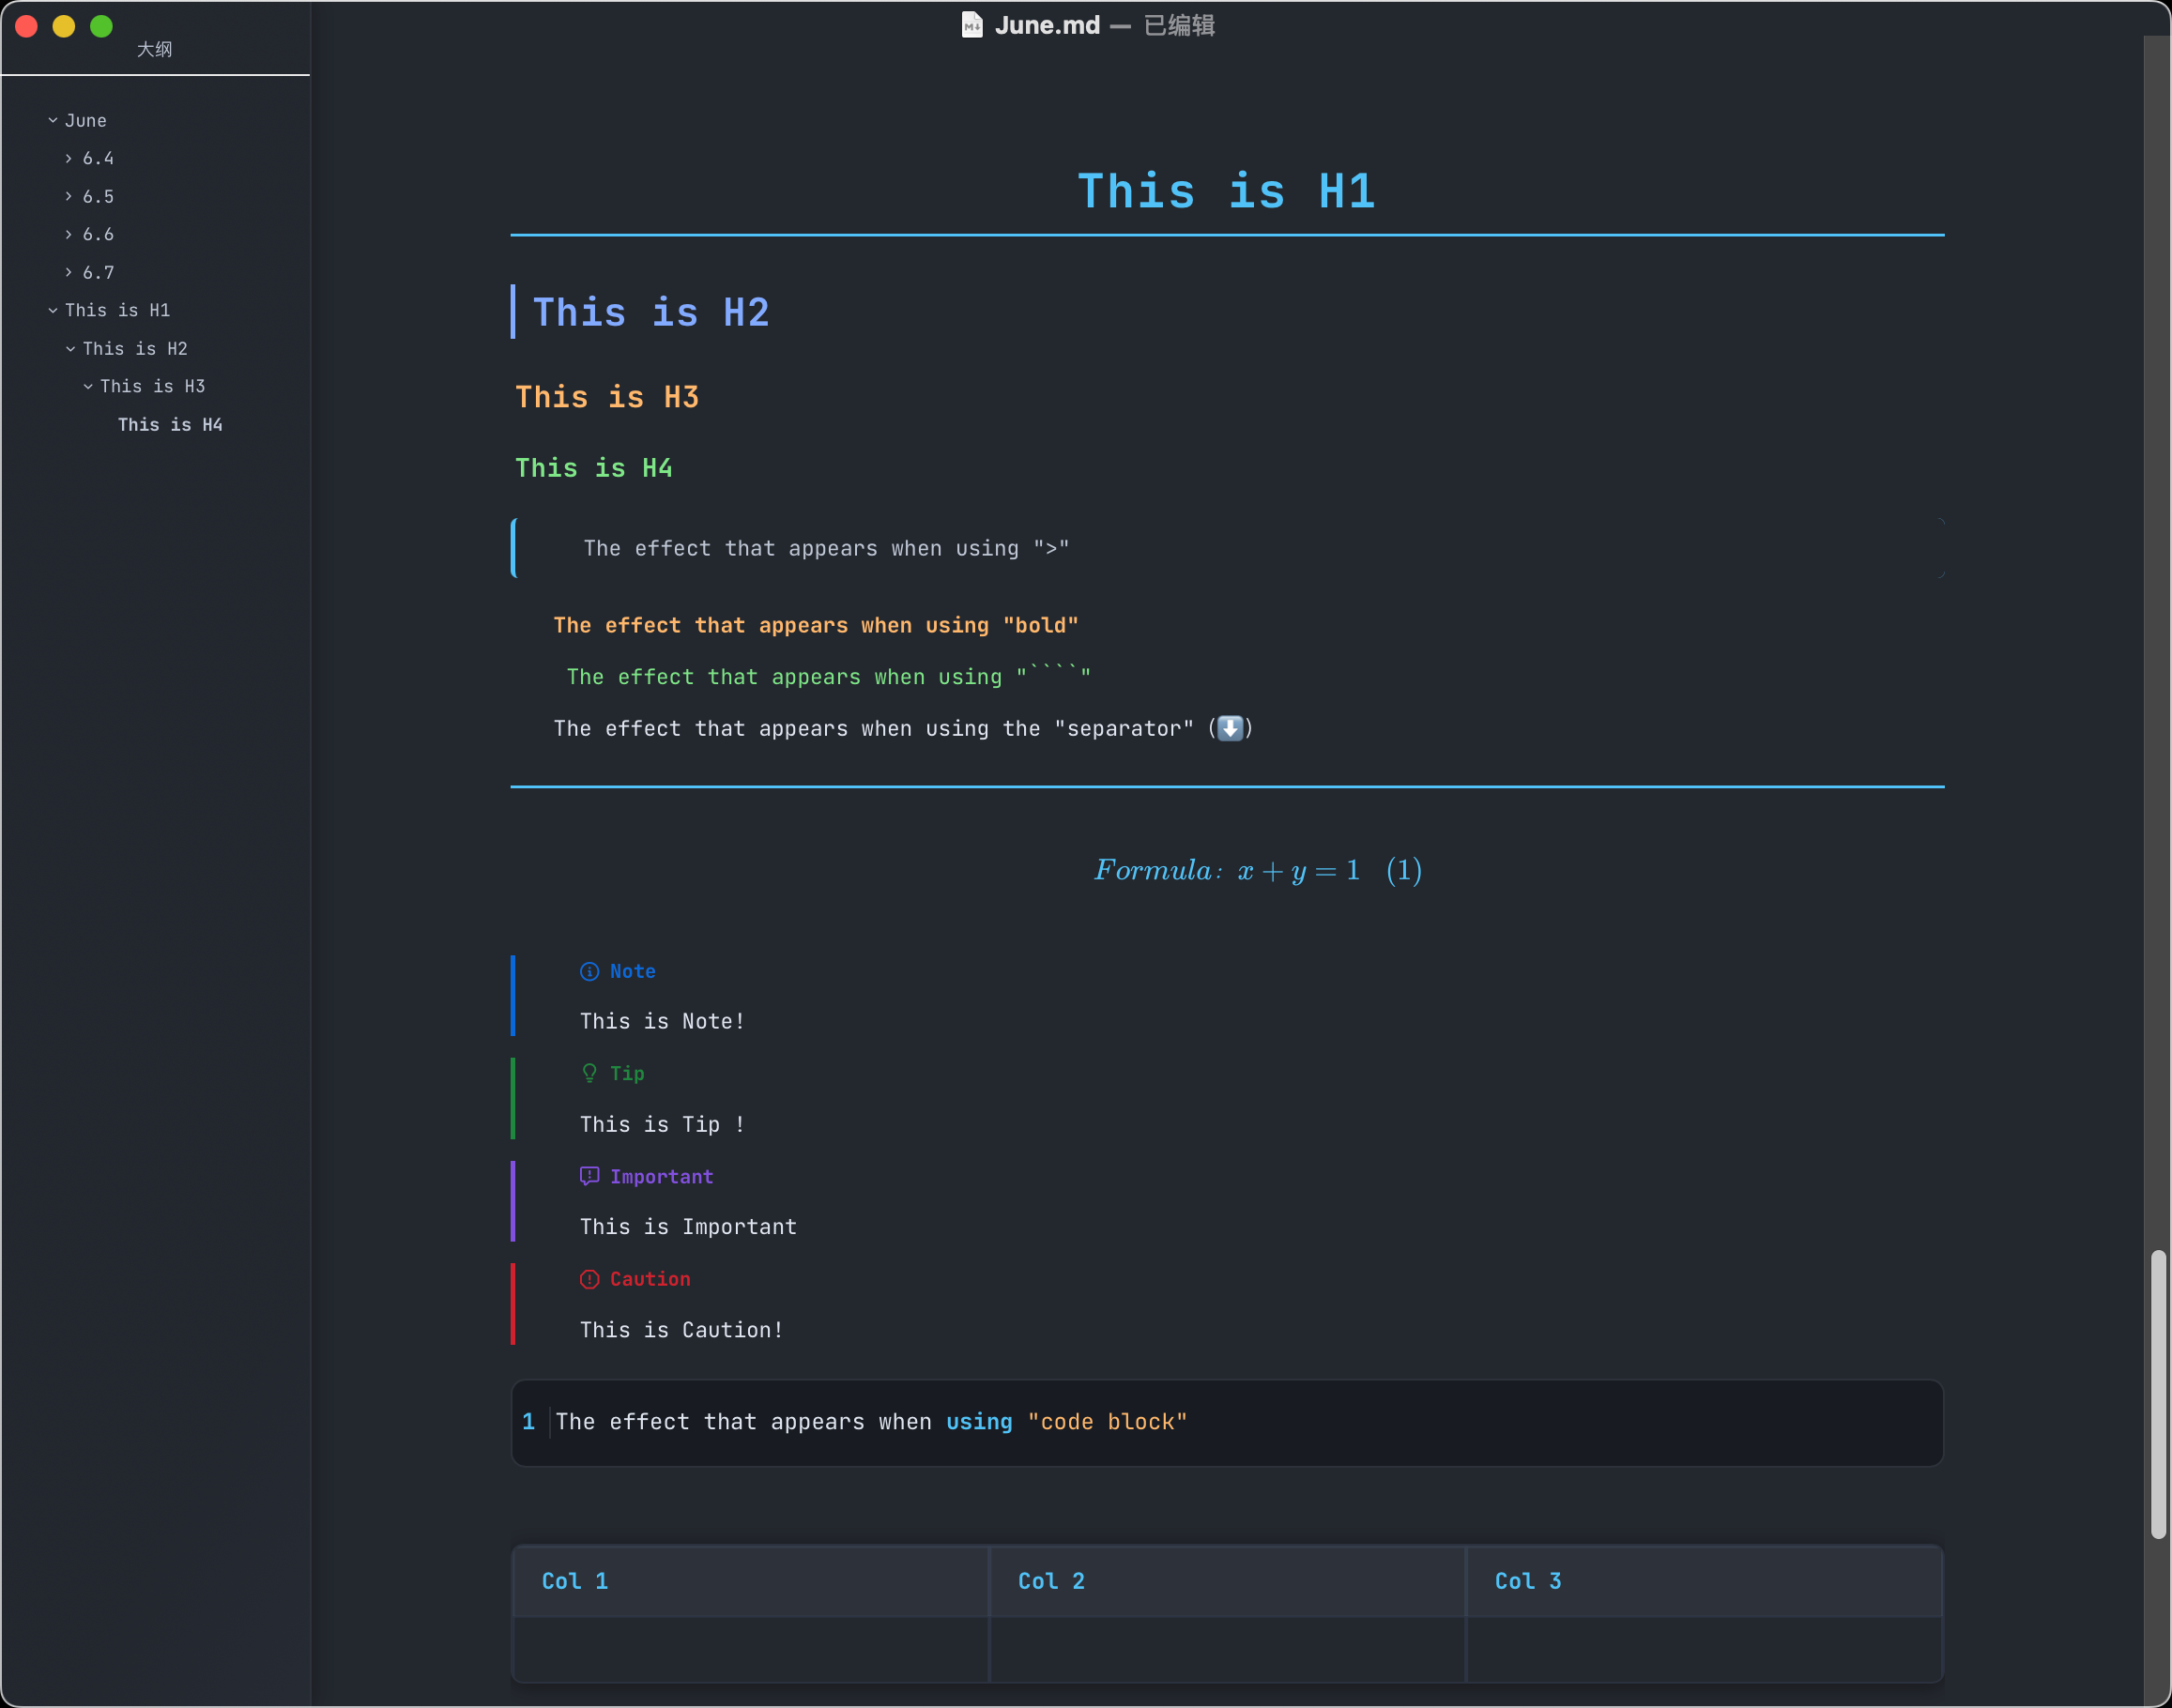 June.md — 已编辑
大纲
June
6.4
6.5
6.6
6.7
This is H1
This is H2
This is H3
This is H4
This is H1
This is H2
This is H3
This is H4
The effect that appears when using ">"
The effect that appears when using "bold"
The effect that appears when using "````"
The effect that appears when using the "separator" (⬇️)
Formula: x + y = 1 (1)
Note
This is Note!
Tip
This is Tip !
Important
This is Important
Caution
This is Caution!
1 The effect that appears when using "code block"
Col 1 Col 2 Col 3